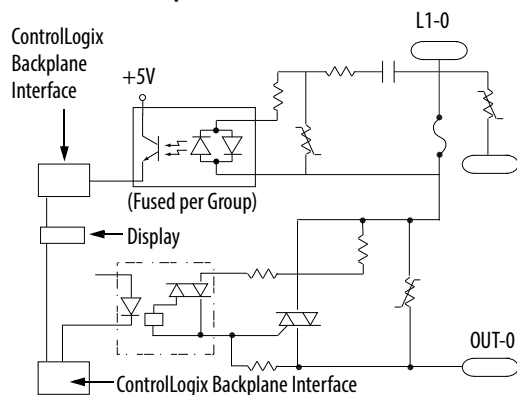 L1-0
ControlLogix
Backplane
Interface
+5V
(Fused per Group)
Display
OUT-0
ControlLogix Backplane Interface